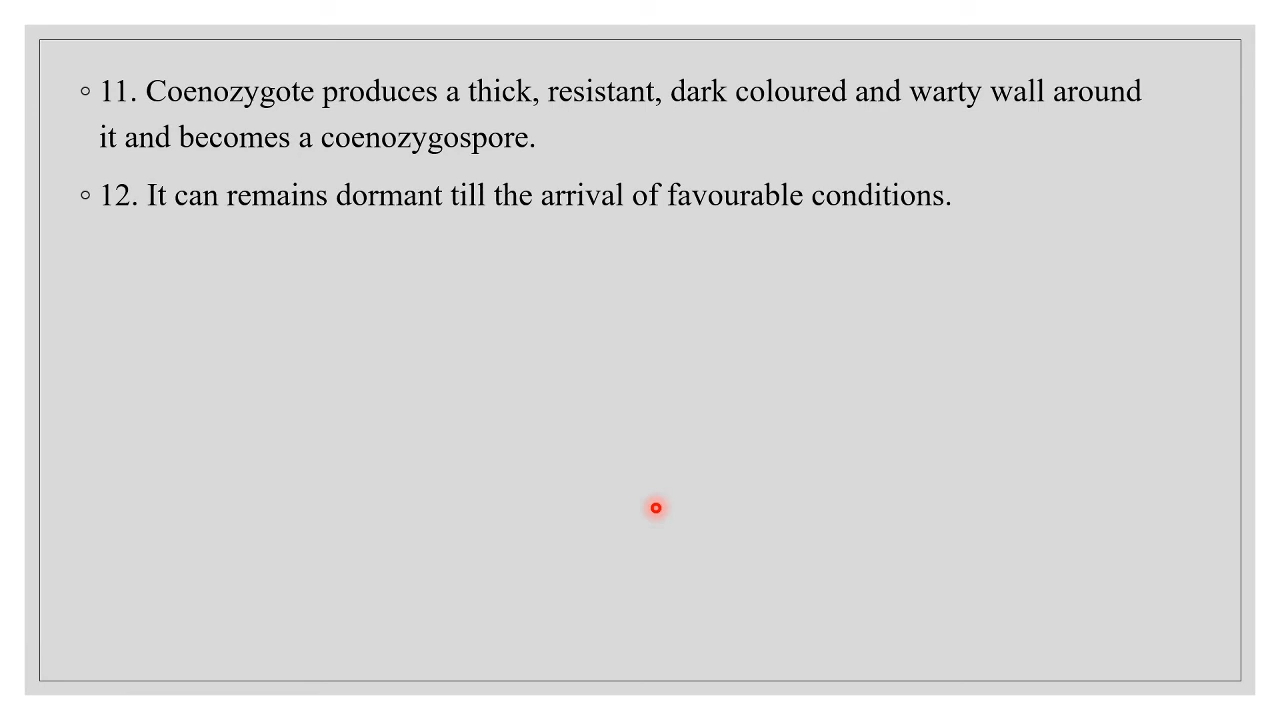 ◦ 11. Coenozygote produces a thick, resistant, dark coloured and warty wall around
it and becomes a coenozygospore.
◦ 12. It can remains dormant till the arrival of favourable conditions.